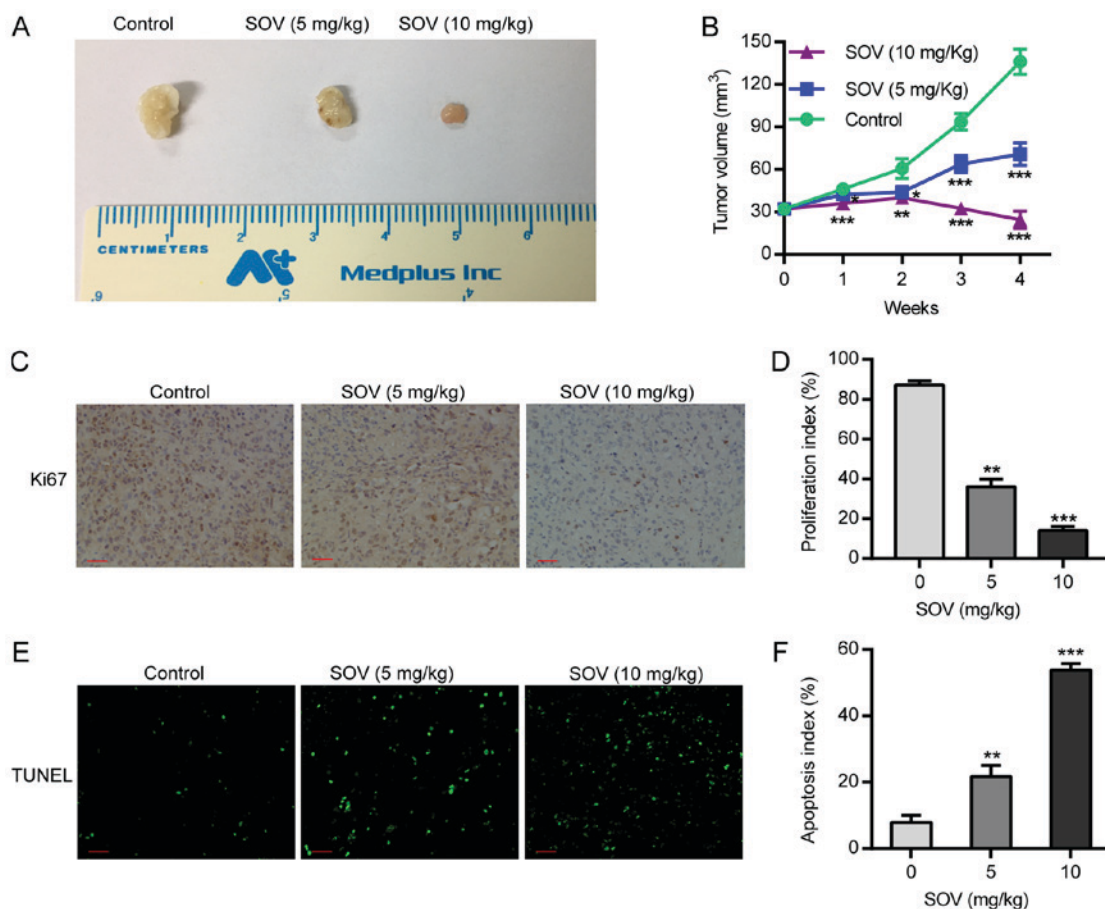 A
Control
SOV (5 mg/kg)
SOV (10 mg/kg)
1
2
3
4
5
6
CENTIMETERS
Medplus Inc
6
5
4
B
Tumor volume (mm³)
150
120
90
60
30
0
SOV (10 mg/Kg)
SOV (5 mg/Kg)
Control
*
*
***
***
***
**
***
***
0
1
2
3
4
Weeks
C
Control
SOV (5 mg/kg)
SOV (10 mg/kg)
Ki67
D
Proliferation index (%)
100
80
60
40
20
0
**
***
0
5
10
SOV (mg/kg)
E
Control
SOV (5 mg/kg)
SOV (10 mg/kg)
TUNEL
F
Apoptosis index (%)
60
40
20
0
**
***
0
5
10
SOV (mg/kg)